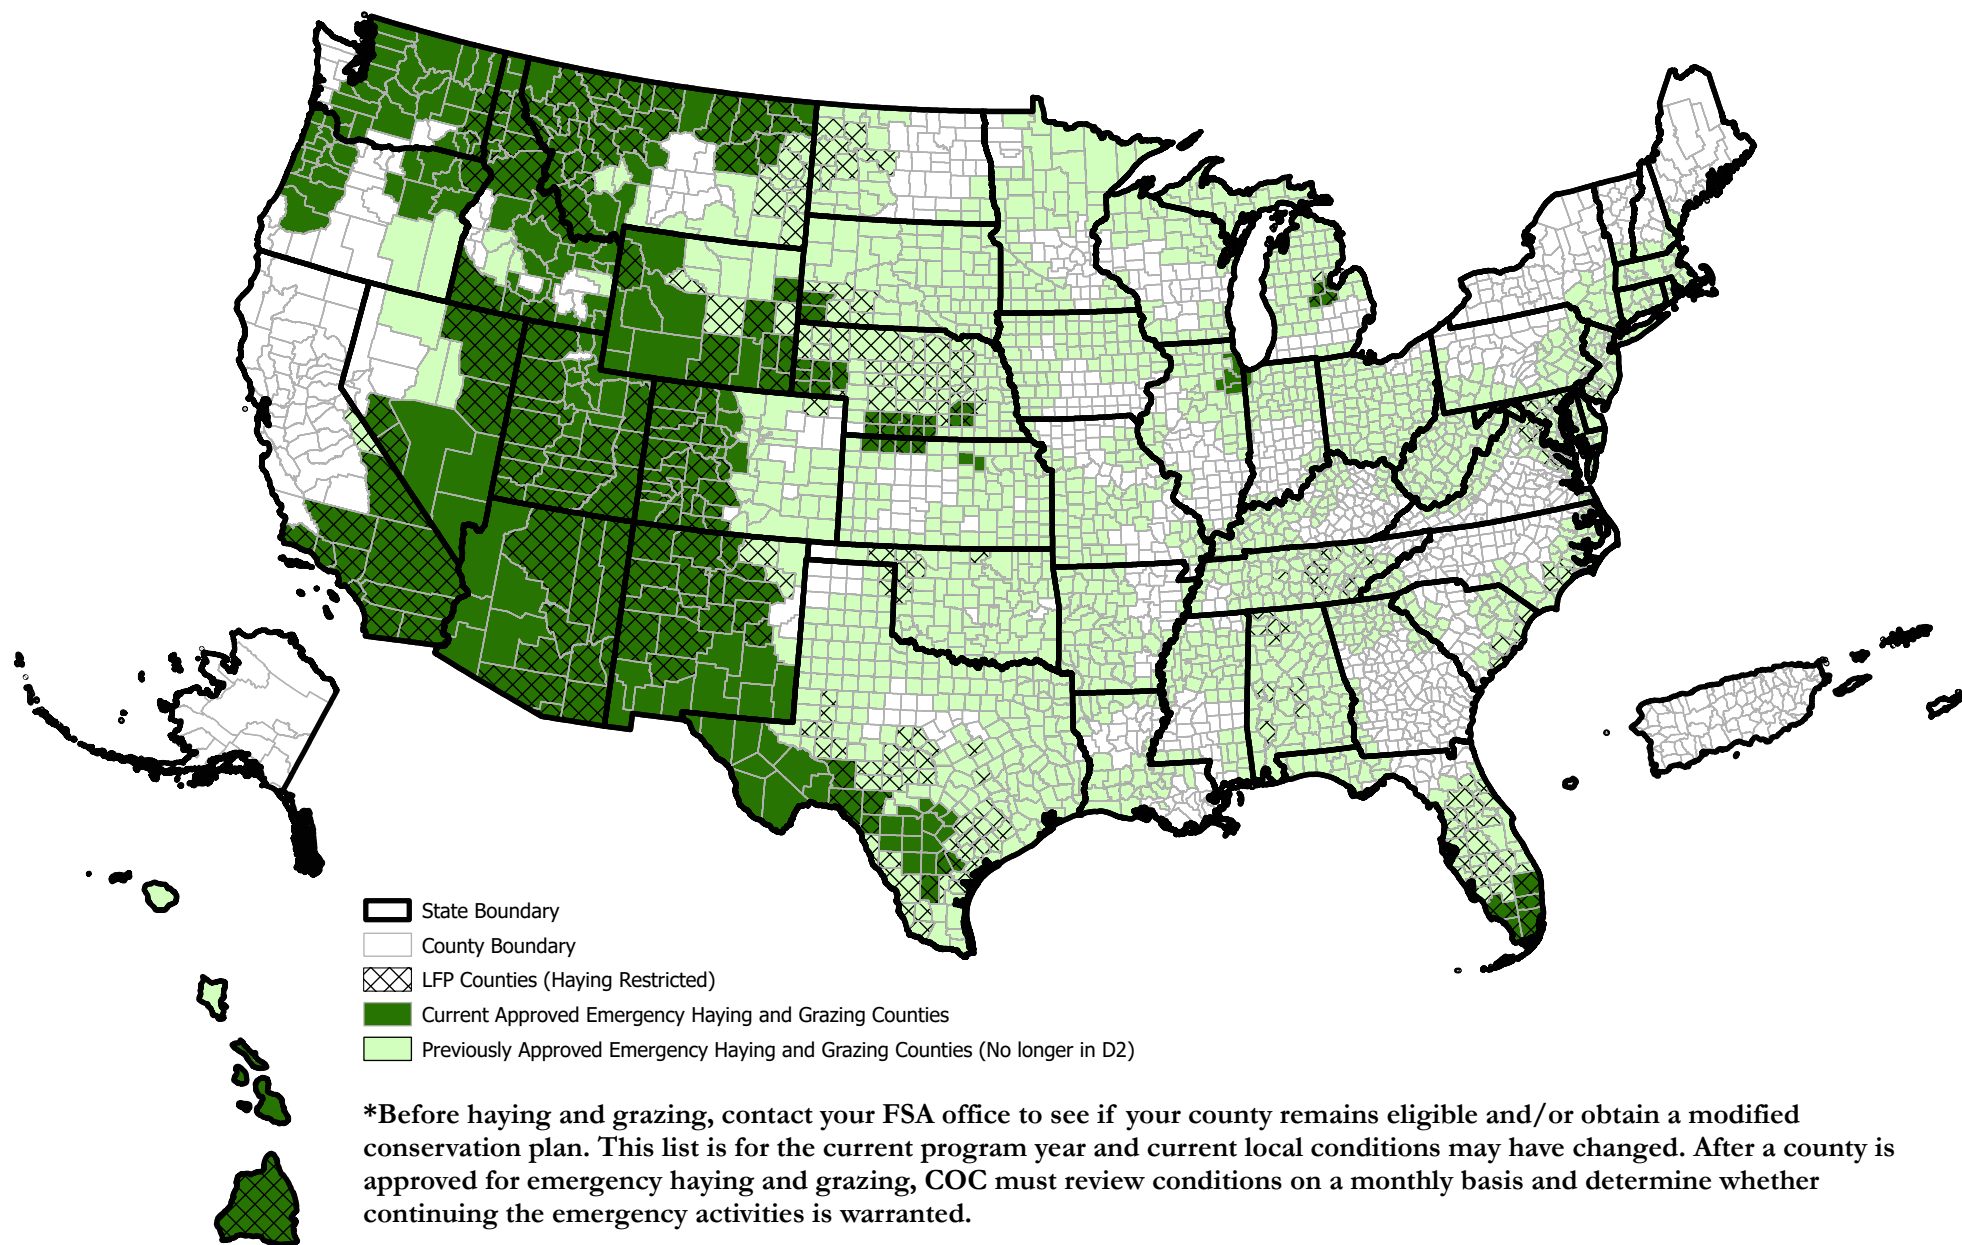 State Boundary
County Boundary
LFP Counties (Haying Restricted)
Current Approved Emergency Haying and Grazing Counties
Previously Approved Emergency Haying and Grazing Counties (No longer in D2)
*Before haying and grazing, contact your FSA office to see if your county remains eligible and/or obtain a modified
conservation plan. This list is for the current program year and current local conditions may have changed. After a county is
approved for emergency haying and grazing, COC must review conditions on a monthly basis and determine whether
continuing the emergency activities is warranted.